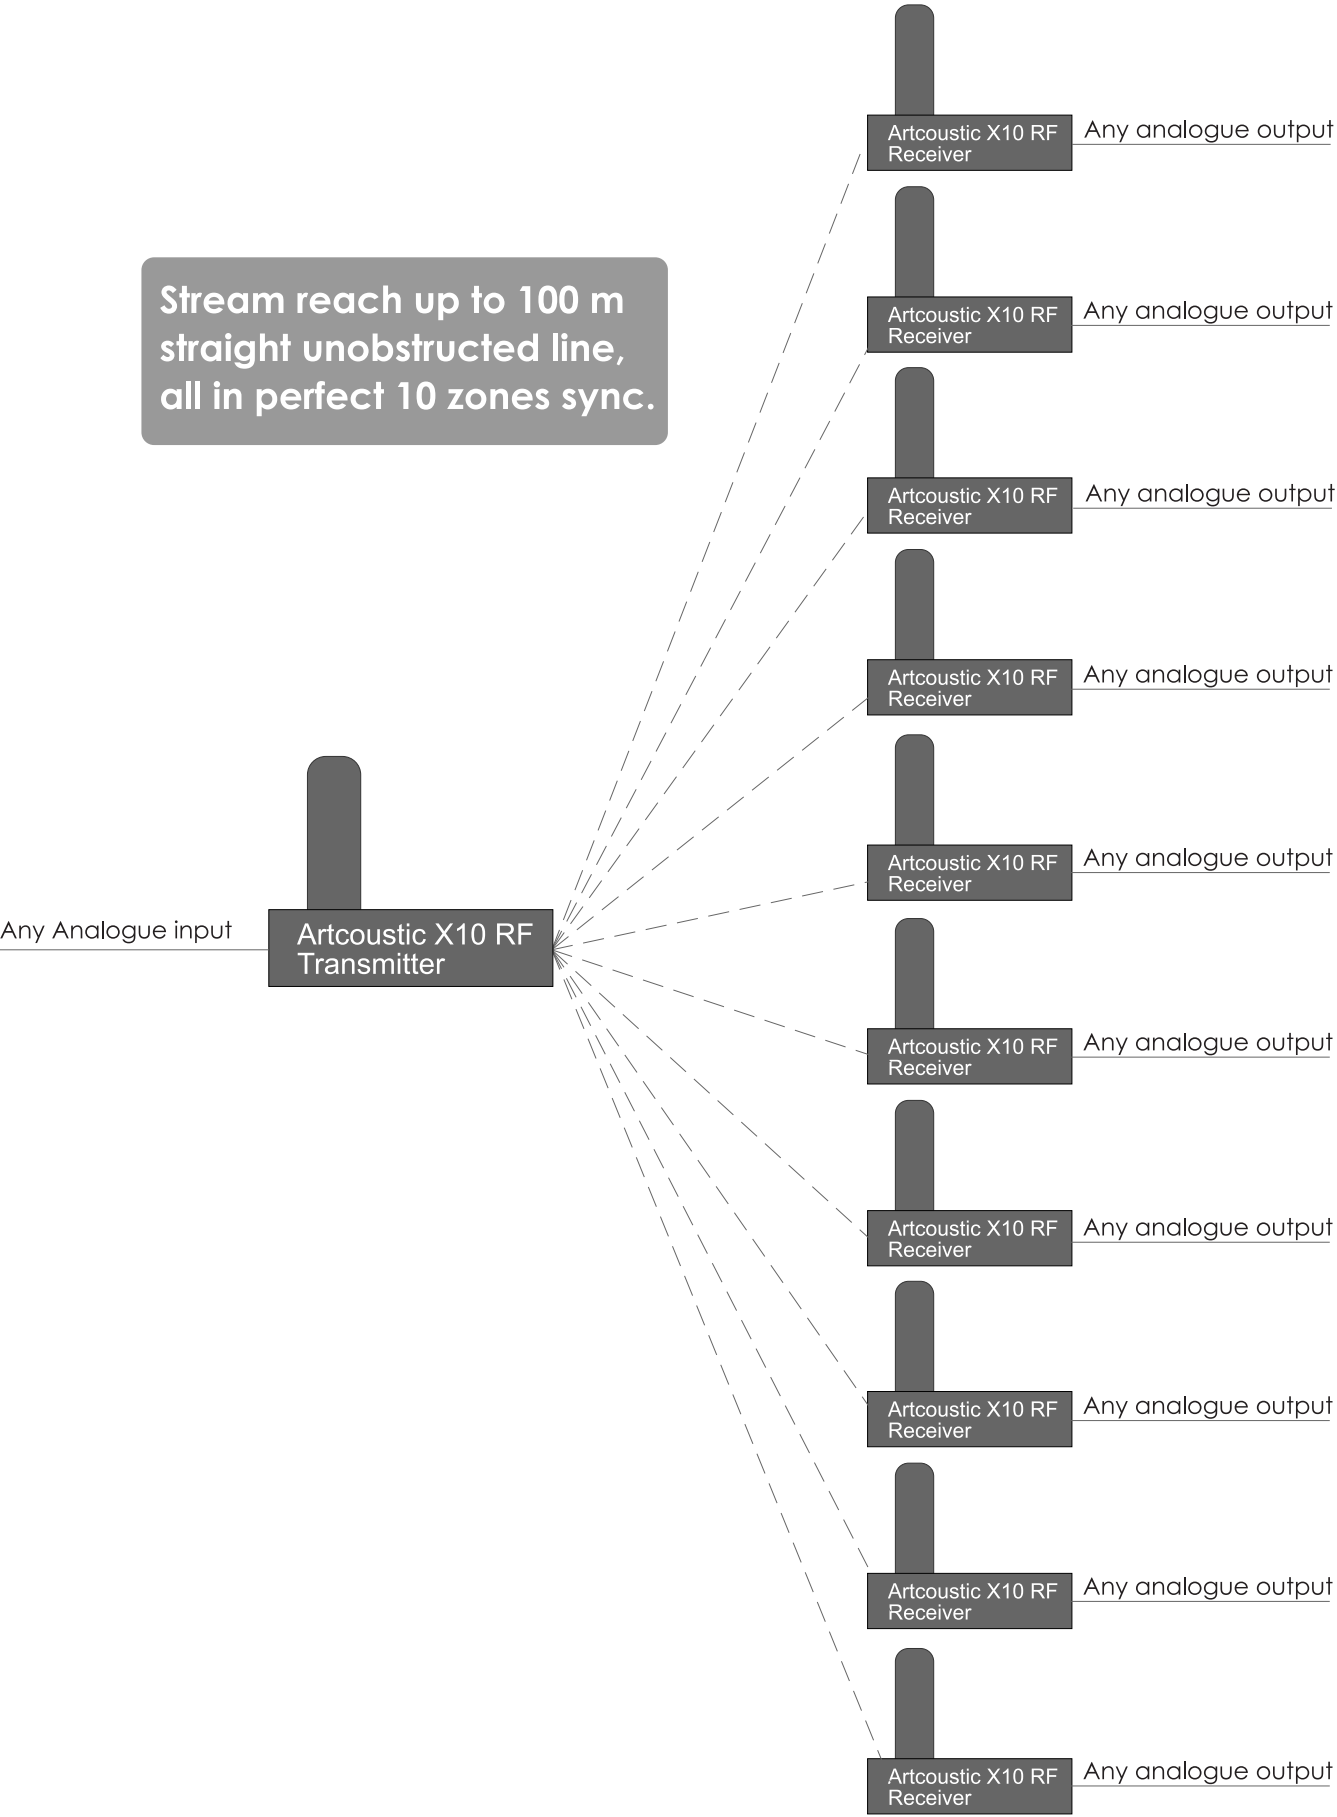 Artcoustic X10 RF
Receiver
Any analogue output
Artcoustic X10 RF
Receiver
Any analogue output
Stream reach up to 100 m
straight unobstructed line,
all in perfect 10 zones sync.
Artcoustic X10 RF
Receiver
Any analogue output
Artcoustic X10 RF
Receiver
Any analogue output
Artcoustic X10 RF
Receiver
Any analogue output
Any Analogue input
Artcoustic X10 RF
Transmitter
Artcoustic X10 RF
Receiver
Any analogue output
Artcoustic X10 RF
Receiver
Any analogue output
Artcoustic X10 RF
Receiver
Any analogue output
Artcoustic X10 RF
Receiver
Any analogue output
Artcoustic X10 RF
Receiver
Any analogue output